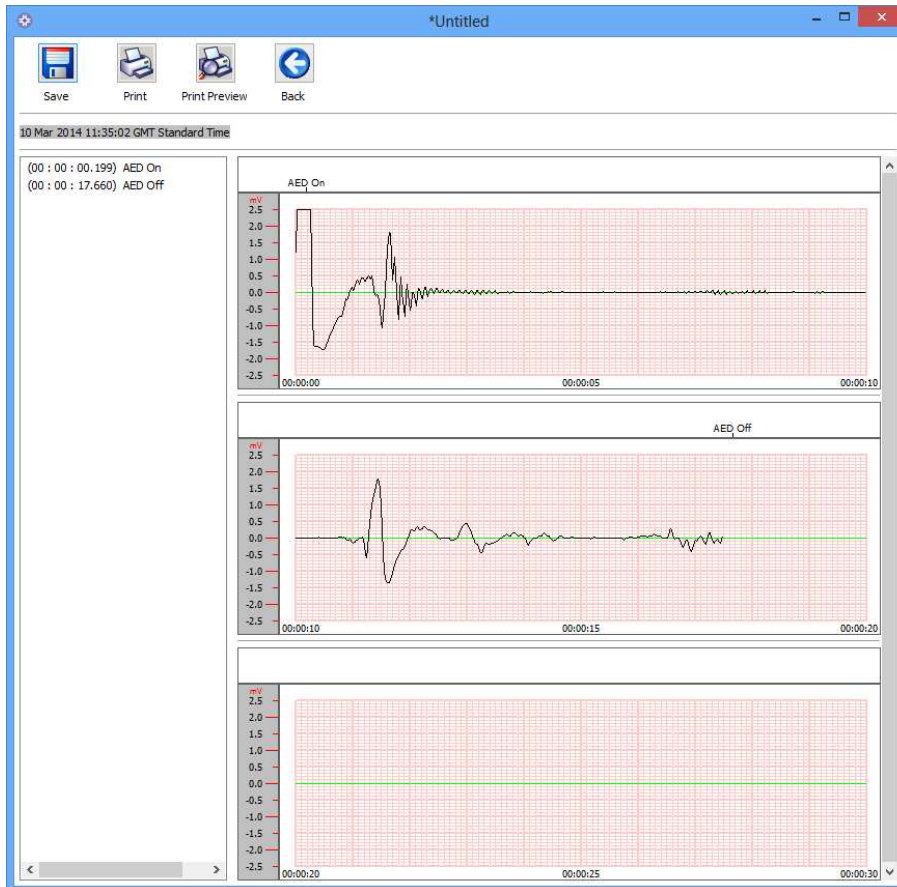 *Untitled
Save Print Print Preview Back
10 Mar 2014 11:35:02 GMT Standard Time
(00 : 00 : 00.199) AED On
(00 : 00 : 17.660) AED Off
AED On
mV
2.5
2.0
1.5
1.0
0.5
0.0
-0.5
-1.0
-1.5
-2.0
-2.5
00:00:00 00:00:05 00:00:10
AED Off
mV
2.5
2.0
1.5
1.0
0.5
0.0
-0.5
-1.0
-1.5
-2.0
-2.5
00:00:10 00:00:15 00:00:20
mV
2.5
2.0
1.5
1.0
0.5
0.0
-0.5
-1.0
-1.5
-2.0
-2.5
00:00:20 00:00:25 00:00:30